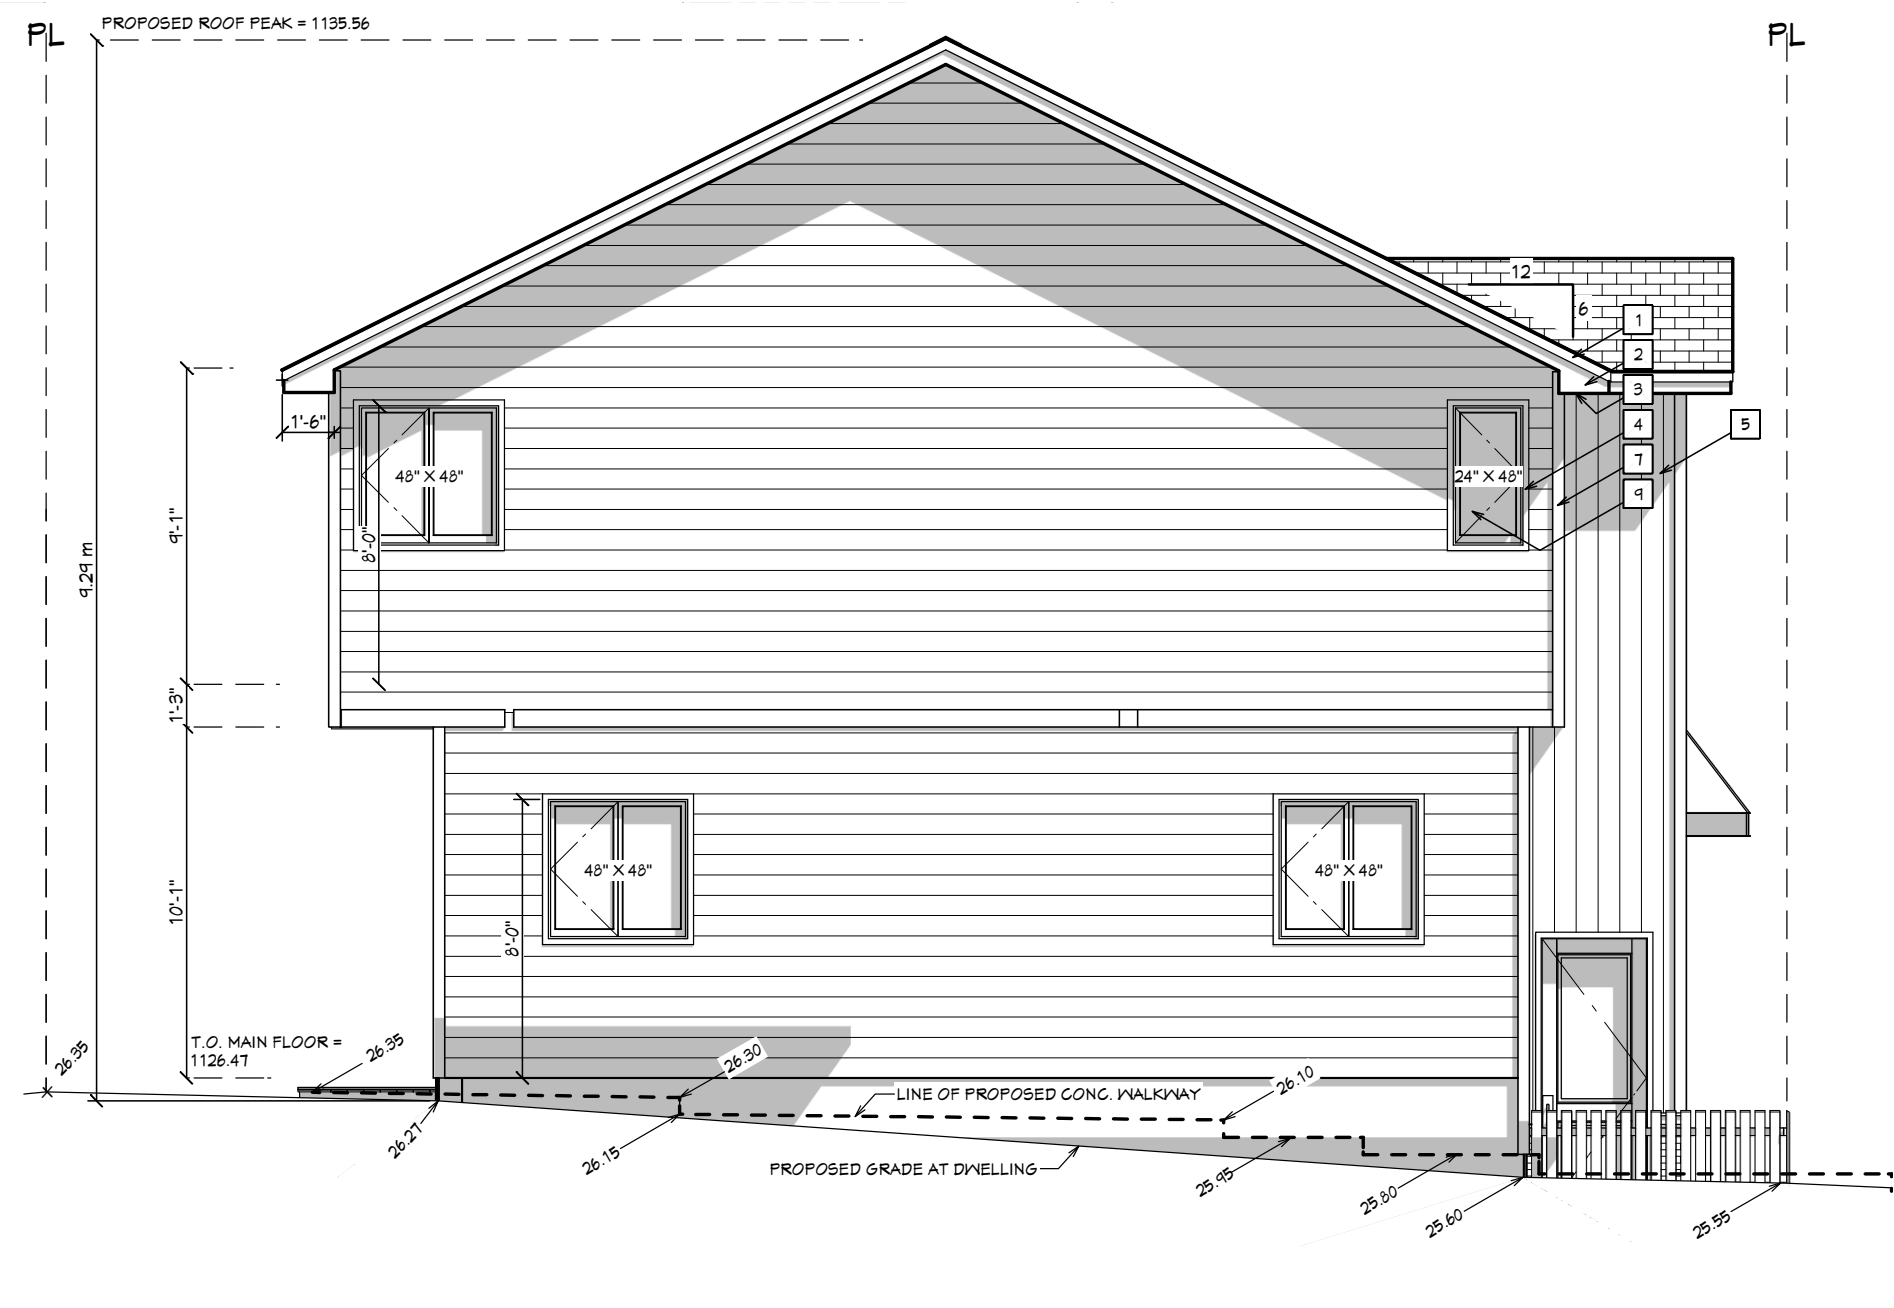 PL
PROPOSED ROOF PEAK = 1135.56
PL
12
6
1
2
3
4
5
7
9
1'-6"
48" X 48"
24" X 48"
8'-0"
9'-1"
9.29 m
1'-3"
10'-1"
48" X 48"
48" X 48"
8'-0"
T.O. MAIN FLOOR =
1126.47
26.35
26.35
26.30
26.10
LINE OF PROPOSED CONC. WALKWAY
26.27
26.15
PROPOSED GRADE AT DWELLING
25.95
25.80
25.60
25.55